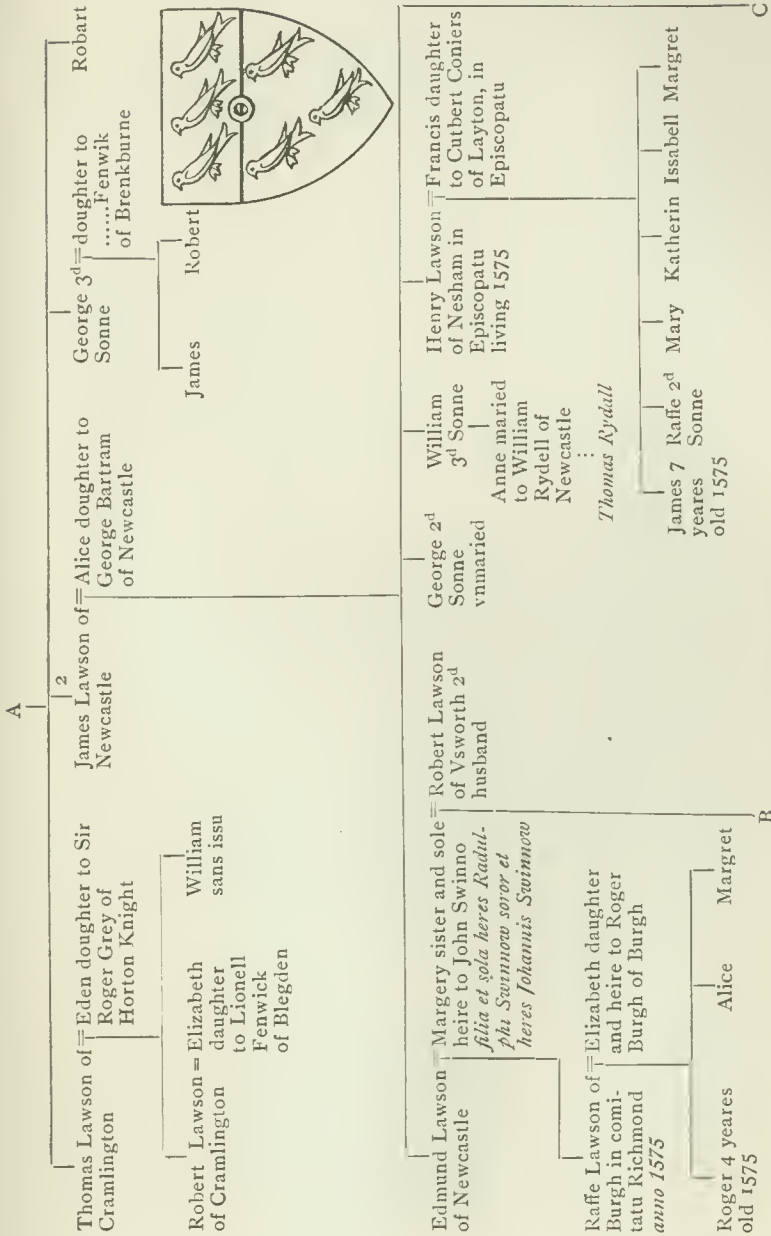 A
Thomas Lawson of = Eden doughter to Sir
Cramlington
Roger Grey of
Horton Knight
2
James Lawson of = Alice doughter to
Newcastle
George Bartram
of Newcastle
George 3d = doughter to
Sonne
......Fenwik
of Brenkburne
Robart
Robert Lawson = Elizabeth
of Cramlington
daughter
to Lionell
Fenwick
of Blegden
William
sans issu
James
Robert
Edmund Lawson = Margery sister and sole = Robert Lawson
of Newcastle
heire to John Swinno
filia et sola heres Radul-
phi Swinnow soror et
heres Johannis Swinnow
of Vsworth 2d
husband
George 2d
Sonne
vnmaried
William
3d Sonne
Anne maried
to William
Rydell of
Newcastle
Thomas Rydall
Henry Lawson = Francis daughter
of Nesham in
Episcopatu
living 1575
to Cutbert Coniers
of Layton, in
Episcopatu
Raffe Lawson of = Elizabeth daughter
Burgh in comi-
tatu Richmond
anno 1575
and heire to Roger
Burgh of Burgh
James 7
yeares
old 1575
Raffe 2d
Sonne
Mary
Katherin
Issabell
Margret
Roger 4 yeares
old 1575
Alice
Margret
B
C